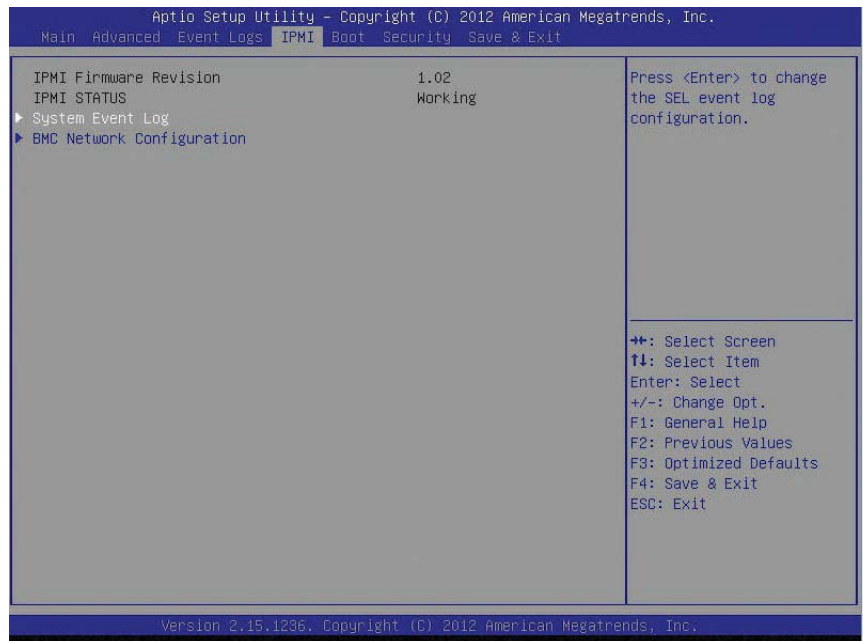 Aptio Setup Utility – Copyright (C) 2012 American Megatrends, Inc.
Main Advanced Event Logs IPMI Boot Security Save & Exit
IPMI Firmware Revision 1.02
IPMI STATUS Working
▶ System Event Log
▶ BMC Network Configuration
Press <Enter> to change
the SEL event log
configuration.
→←: Select Screen
↑↓: Select Item
Enter: Select
+/-: Change Opt.
F1: General Help
F2: Previous Values
F3: Optimized Defaults
F4: Save & Exit
ESC: Exit
Version 2.15.1236. Copyright (C) 2012 American Megatrends, Inc.